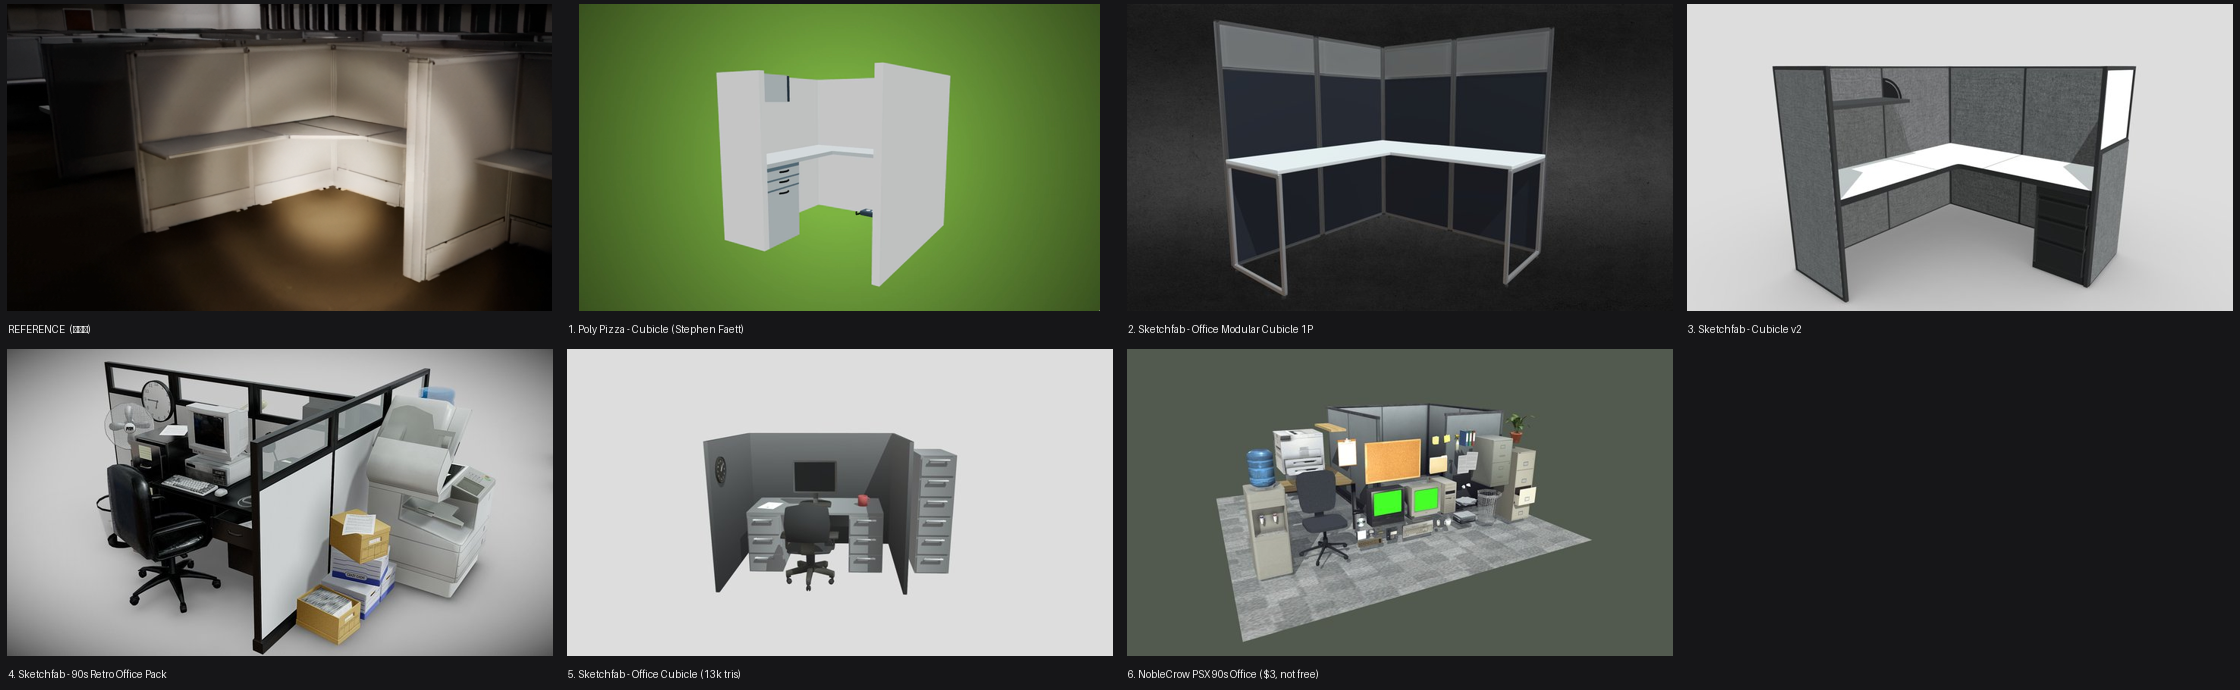 REFERENCE (▯▯▯)
1. Poly Pizza - Cubicle (Stephen Faett)
2. Sketchfab - Office Modular Cubicle 1P
3. Sketchfab - Cubicle v2
4. Sketchfab - 90s Retro Office Pack
5. Sketchfab - Office Cubicle (13k tris)
6. NobleCrow PSX 90s Office ($3, not free)